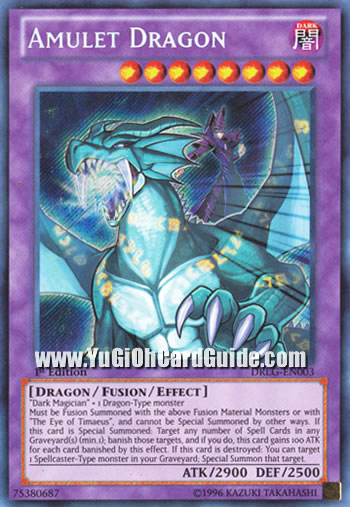 Amulet Dragon
DARK
闇
www.YuGiOhCardGuide.com
1st Edition
DRLG-EN003
[Dragon / Fusion / Effect]
"Dark Magician" + 1 Dragon-Type monster
Must be Fusion Summoned with the above Fusion Material Monsters or with
"The Eye of Timaeus", and cannot be Special Summoned by other ways. If
this card is Special Summoned: Target any number of Spell Cards in any
Graveyard(s) (min.1); banish those targets, and if you do, this card gains 100 ATK
for each card banished by this effect. If this card is destroyed: You can target
1 Spellcaster-Type monster in your Graveyard; Special Summon that target.
ATK/2900 DEF/2500
75380687
©1996 KAZUKI TAKAHASHI